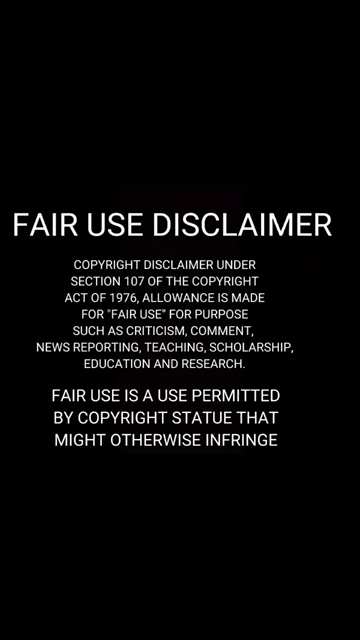 FAIR USE DISCLAIMER
COPYRIGHT DISCLAIMER UNDER
SECTION 107 OF THE COPYRIGHT
ACT OF 1976, ALLOWANCE IS MADE
FOR "FAIR USE" FOR PURPOSE
SUCH AS CRITICISM, COMMENT,
NEWS REPORTING, TEACHING, SCHOLARSHIP,
EDUCATION AND RESEARCH.
FAIR USE IS A USE PERMITTED
BY COPYRIGHT STATUE THAT
MIGHT OTHERWISE INFRINGE